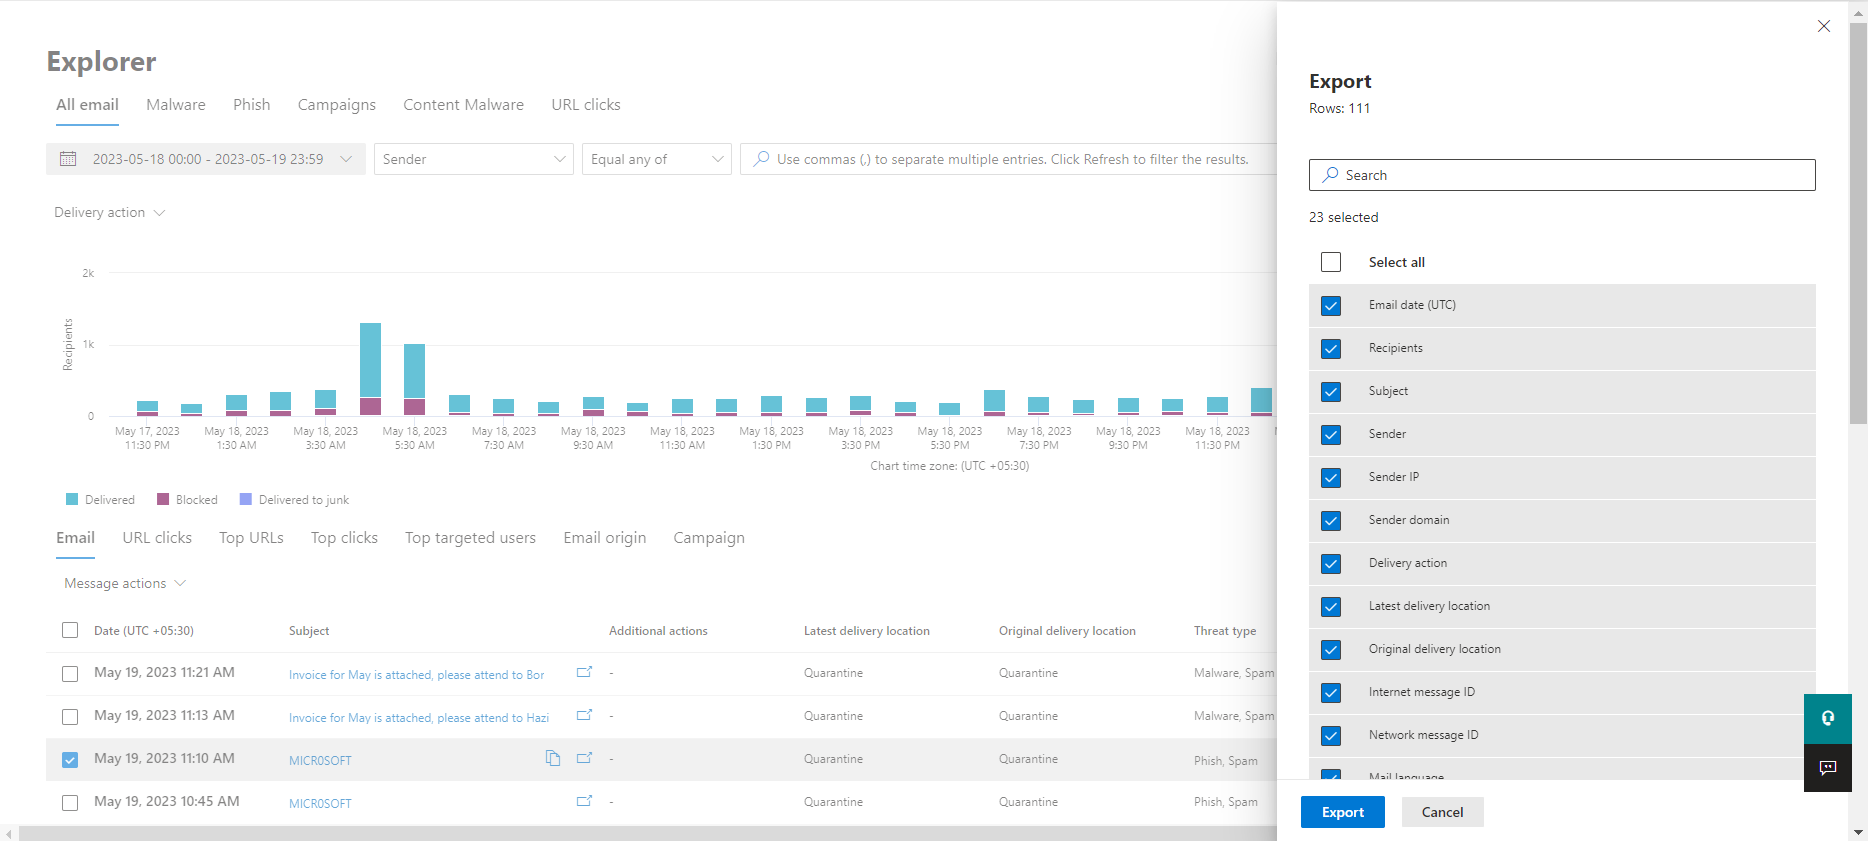 Explorer
All email Malware Phish Campaigns Content Malware URL clicks
2023-05-18 00:00 - 2023-05-19 23:59 Sender Equal any of Use commas (,) to separate multiple entries. Click Refresh to filter the results.
Delivery action
2k
1k
0
Recipients
May 17, 2023 May 18, 2023 May 18, 2023 May 18, 2023 May 18, 2023 May 18, 2023 May 18, 2023 May 18, 2023 May 18, 2023 May 18, 2023 May 18, 2023 May 18, 2023 May 18, 2023
11:30 PM 1:30 AM 3:30 AM 5:30 AM 7:30 AM 9:30 AM 11:30 AM 1:30 PM 3:30 PM 5:30 PM 7:30 PM 9:30 PM 11:30 PM
Chart time zone: (UTC +05:30)
Delivered Blocked Delivered to junk
Email URL clicks Top URLs Top clicks Top targeted users Email origin Campaign
Message actions
Date (UTC +05:30) Subject Additional actions Latest delivery location Original delivery location Threat type
May 19, 2023 11:21 AM Invoice for May is attached, please attend to Bor - Quarantine Quarantine Malware, Spam
May 19, 2023 11:13 AM Invoice for May is attached, please attend to Hazi - Quarantine Quarantine Malware, Spam
May 19, 2023 11:10 AM MICR0SOFT - Quarantine Quarantine Phish, Spam
May 19, 2023 10:45 AM MICR0SOFT - Quarantine Quarantine Phish, Spam
Export
Rows: 111
Search
23 selected
Select all
Email date (UTC)
Recipients
Subject
Sender
Sender IP
Sender domain
Delivery action
Latest delivery location
Original delivery location
Internet message ID
Network message ID
Mail language
Export Cancel